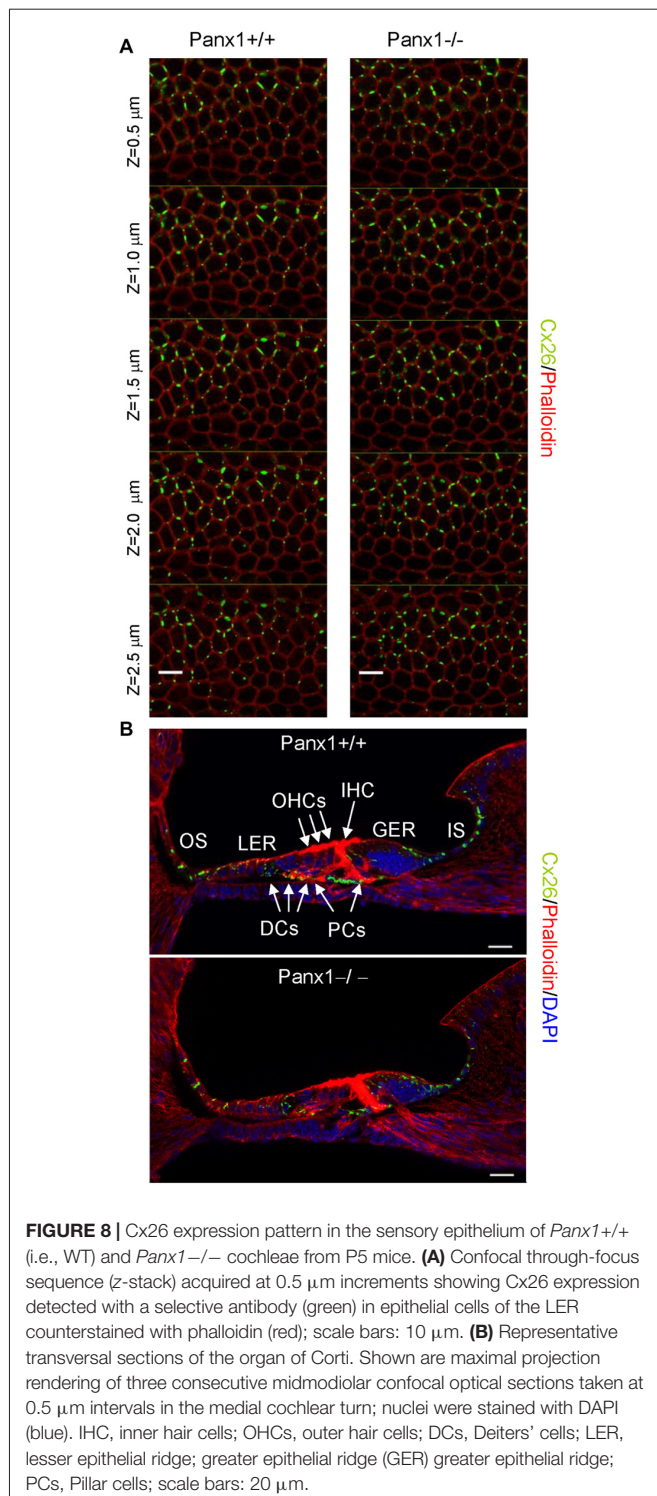 A
Panx1+/+
Panx1-/-
Z=0.5 µm
Z=1.0 µm
Z=1.5 µm
Z=2.0 µm
Z=2.5 µm
Cx26/Phalloidin
B
Panx1+/+
OHCs
IHC
OS
LER
GER
IS
DCs
PCs
Panx1−/ −
Cx26/Phalloidin/DAPI
FIGURE 8 | Cx26 expression pattern in the sensory epithelium of Panx1+/+
(i.e., WT) and Panx1−/− cochleae from P5 mice. (A) Confocal through-focus
sequence (z-stack) acquired at 0.5 µm increments showing Cx26 expression
detected with a selective antibody (green) in epithelial cells of the LER
counterstained with phalloidin (red); scale bars: 10 µm. (B) Representative
transversal sections of the organ of Corti. Shown are maximal projection
rendering of three consecutive midmodiolar confocal optical sections taken at
0.5 µm intervals in the medial cochlear turn; nuclei were stained with DAPI
(blue). IHC, inner hair cells; OHCs, outer hair cells; DCs, Deiters’ cells; LER,
lesser epithelial ridge; greater epithelial ridge (GER) greater epithelial ridge;
PCs, Pillar cells; scale bars: 20 µm.